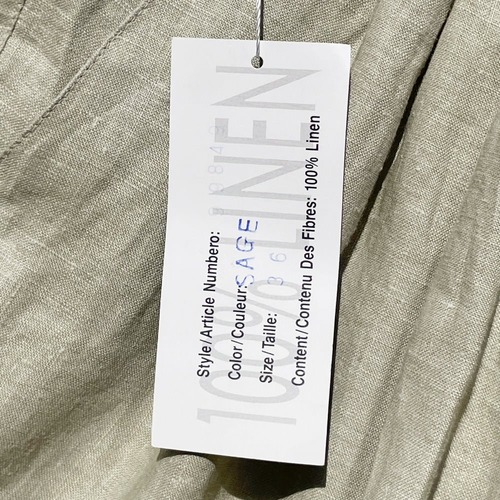 100% LINEN
Style/Article Numbero:
Color/Couleur: SAGE
Size/Taille: 36
Content/Contenu Des Fibres: 100% Linen